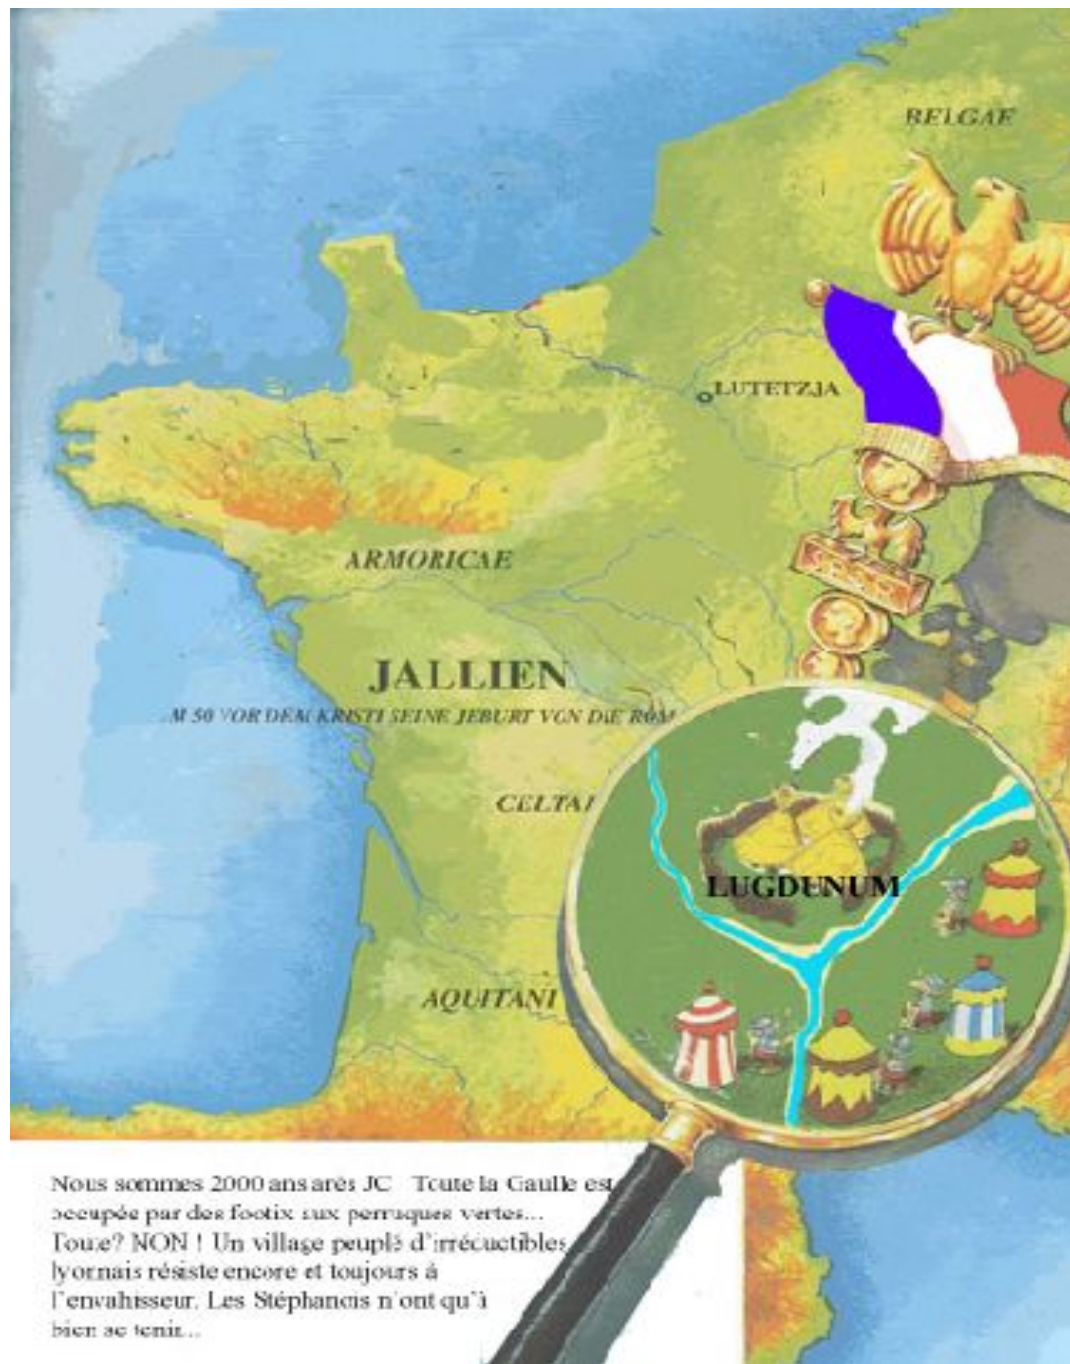 BELGAE
LUTETZJA
ARMORICAE
JALLIEN
M 50 VOR DEM KRISTI SEINE JEBURT VON DIE RÖM
CELTAE
LUGDUNUM
AQUITANI
Nous sommes 2000 ans arès JC Toute la Gaulle est
occupée par des footix aux perruques vertes...
Toute? NON ! Un village peuplé d'irréductibles
lyonnais résiste encore et toujours à
l'envahisseur. Les Stéphanois n'ont qu'à
bien se tenir...